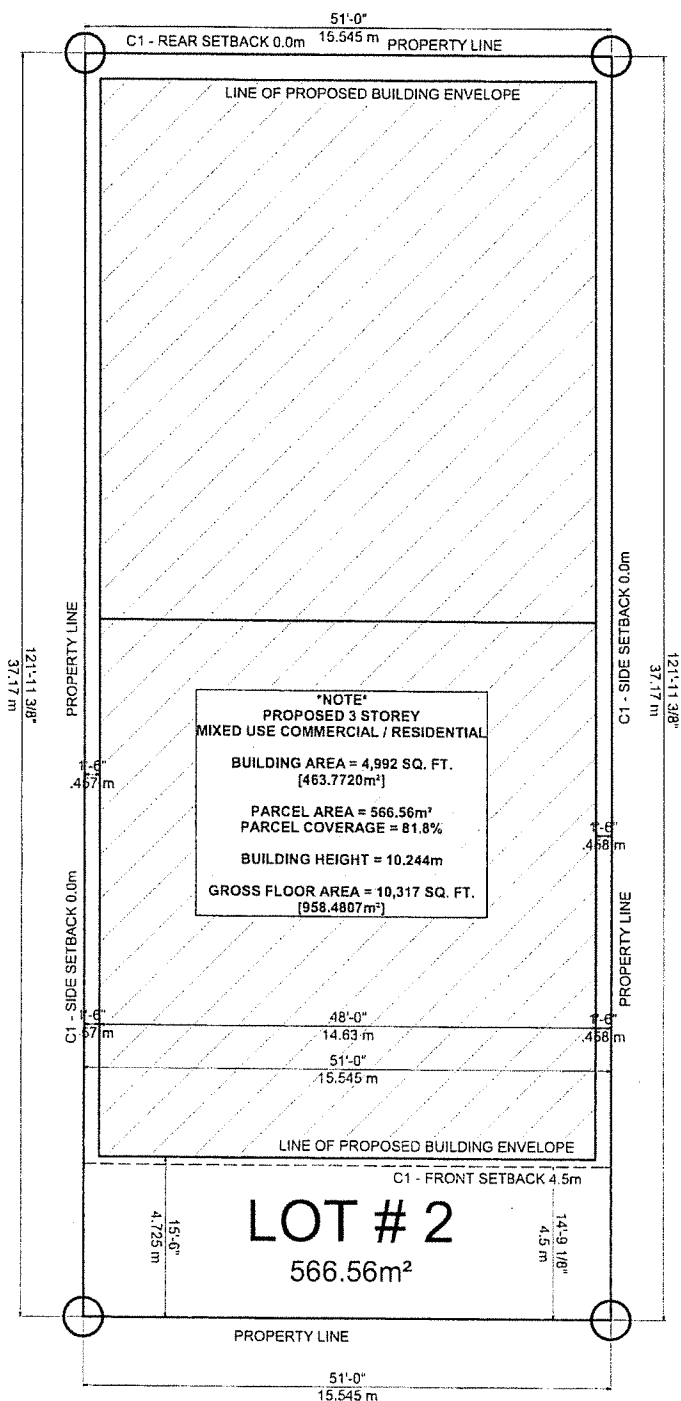 51'-0"
15.545 m
C1 - REAR SETBACK 0.0m
PROPERTY LINE
LINE OF PROPOSED BUILDING ENVELOPE
121'-11 3/8"
37.17 m
PROPERTY LINE
C1 - SIDE SETBACK 0.0m
121'-11 3/8"
37.17 m
*NOTE*
PROPOSED 3 STOREY
MIXED USE COMMERCIAL / RESIDENTIAL
BUILDING AREA = 4,992 SQ. FT.
[463.7720m²]
PARCEL AREA = 566.56m²
PARCEL COVERAGE = 81.8%
BUILDING HEIGHT = 10.244m
GROSS FLOOR AREA = 10,317 SQ. FT.
[958.4807m²]
1'-6"
.457 m
1'-6"
.458 m
C1 - SIDE SETBACK 0.0m
PROPERTY LINE
1'-6"
.457 m
48'-0"
14.63 m
1'-6"
.458 m
51'-0"
15.545 m
LINE OF PROPOSED BUILDING ENVELOPE
C1 - FRONT SETBACK 4.5m
15'-6"
4.725 m
LOT # 2
566.56m²
14'-9 1/8"
4.5 m
PROPERTY LINE
51'-0"
15.545 m